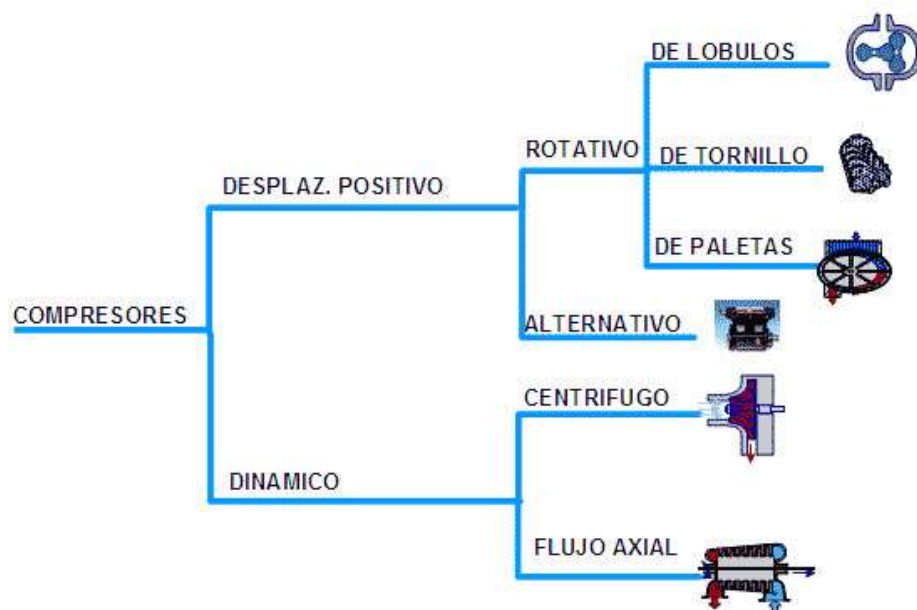 DE LOBULOS
ROTATIVO
DE TORNILLO
DESPLAZ. POSITIVO
DE PALETAS
COMPRESORES
ALTERNATIVO
CENTRIFUGO
DINAMICO
FLUJO AXIAL